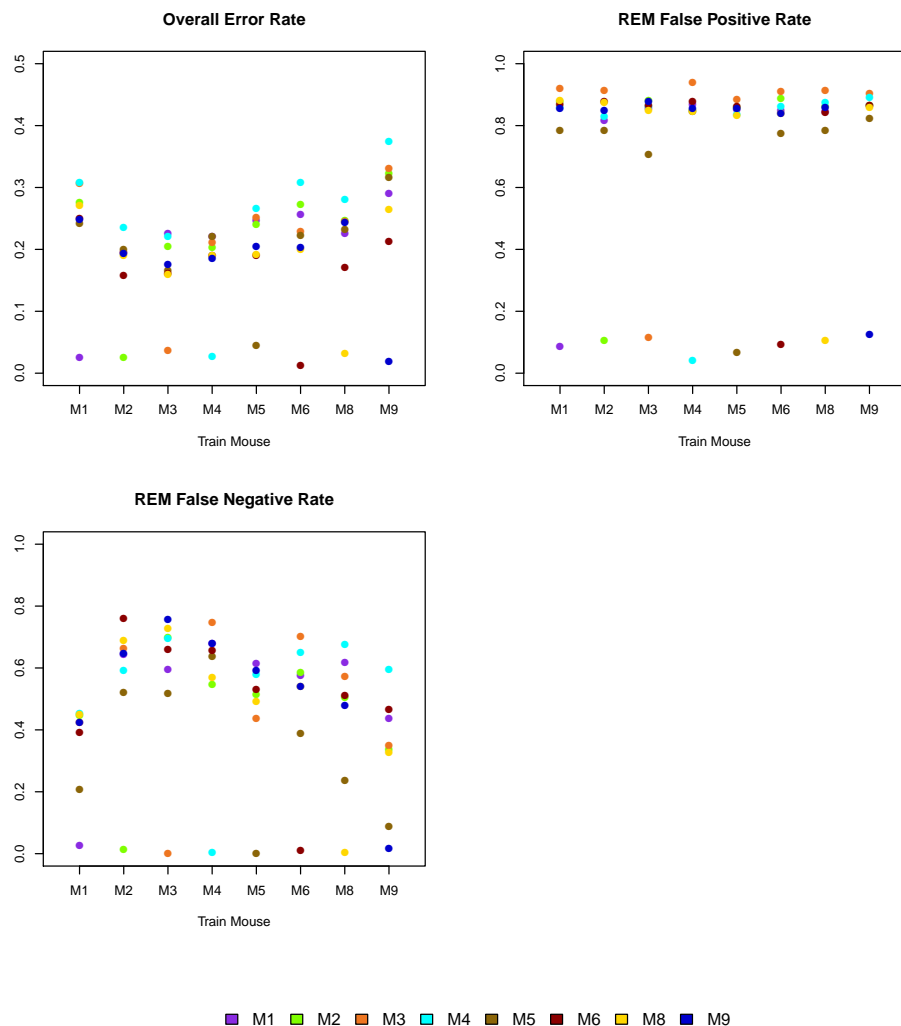 Overall Error Rate
0.5
0.4
0.3
0.2
0.1
0.0
M1 M2 M3 M4 M5 M6 M8 M9
Train Mouse
REM False Positive Rate
1.0
0.8
0.6
0.4
0.2
0.0
M1 M2 M3 M4 M5 M6 M8 M9
Train Mouse
REM False Negative Rate
1.0
0.8
0.6
0.4
0.2
0.0
M1 M2 M3 M4 M5 M6 M8 M9
Train Mouse
M1 M2 M3 M4 M5 M6 M8 M9